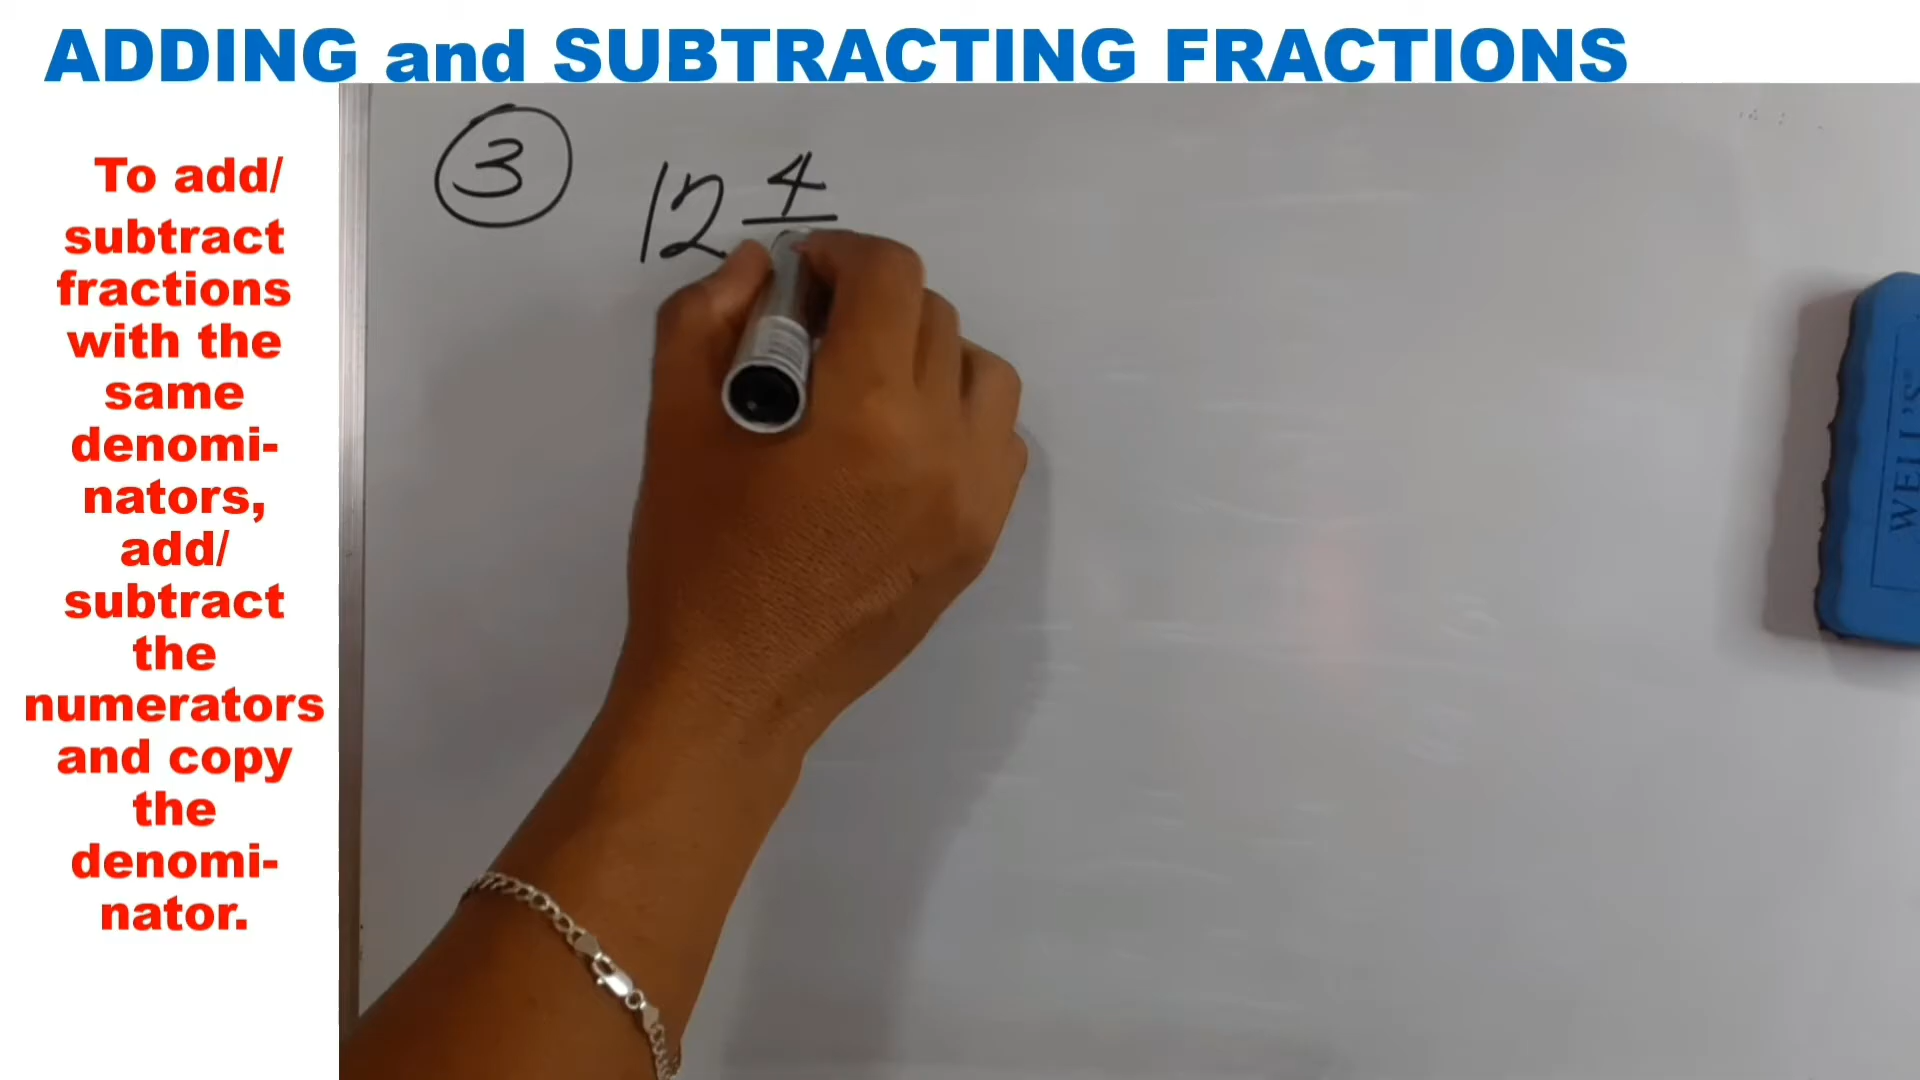 ADDING and SUBTRACTING FRACTIONS
To add/
subtract
fractions
with the
same
denomi-
nators,
add/
subtract
the
numerators
and copy
the
denomi-
nator.
3
12 4
WELL'S